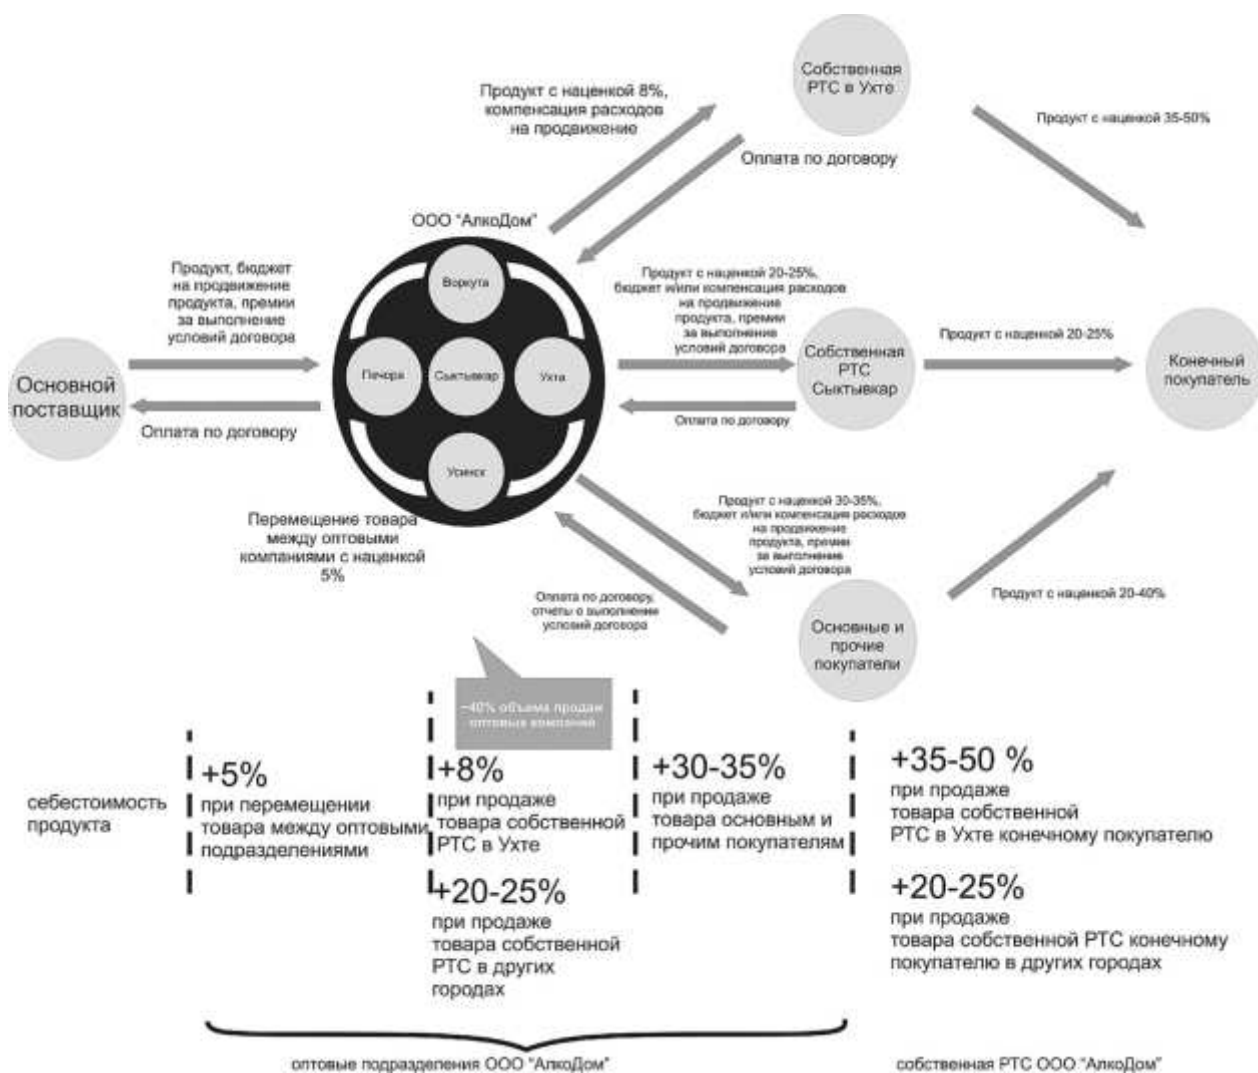 Собственная
РТС в Ухте
Продукт с наценкой 8%,
компенсация расходов
на продвижение
Продукт с наценкой 35-50%
Оплата по договору
ООО "АлкоДом"
Продукт, бюджет
на продвижение
продукта, премии
за выполнение
условий договора
Воркута
Продукт с наценкой 20-25%,
бюджет и/или компенсация расходов
на продвижение
продукта, премии
за выполнение
условий договора
Продукт с наценкой 20-25%
Основной
поставщик
Печора
Сыктывкар
Ухта
Собственная
РТС
Сыктывкар
Конечный
покупатель
Оплата по договору
Оплата по договору
Усинск
Перемещение товара
между оптовыми
компаниями с наценкой
5%
Продукт с наценкой 30-35%,
бюджет и/или компенсация расходов
на продвижение
продукта, премии
за выполнение
условий договора
Оплата по договору,
отчеты о выполнении
условий договора
Продукт с наценкой 20-40%
Основные и
прочие
покупатели
~40% объема продаж
оптовых компаний
себестоимость
продукта
+5%
при перемещении
товара между оптовыми
подразделениями
+8%
при продаже
товара собственной
РТС в Ухте
+20-25%
при продаже
товара собственной
РТС в других
городах
+30-35%
при продаже
товара основным и
прочим покупателям
+35-50 %
при продаже
товара собственной
РТС в Ухте конечному покупателю
+20-25%
при продаже
товара собственной РТС конечному
покупателю в других городах
оптовые подразделения ООО "АлкоДом"
собственная РТС ООО "АлкоДом"